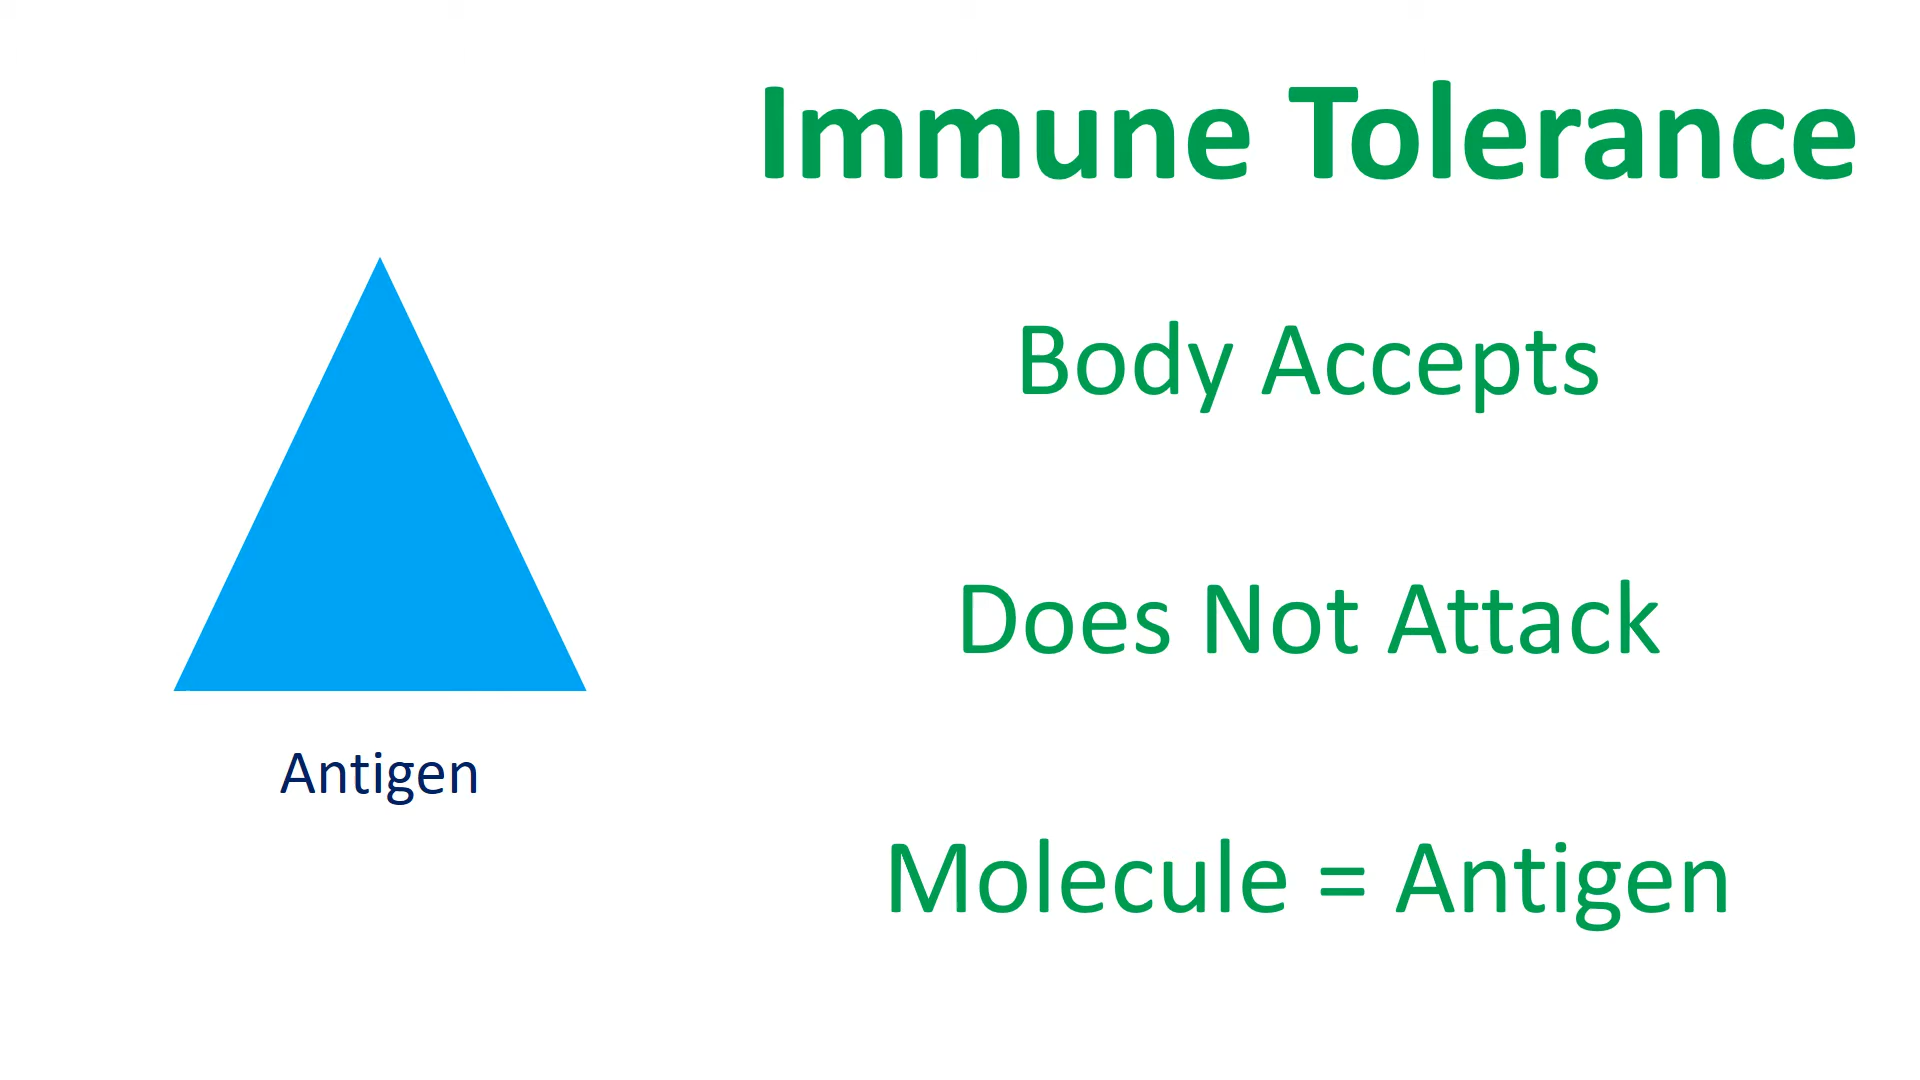 Immune Tolerance
Body Accepts
Does Not Attack
Antigen
Molecule = Antigen